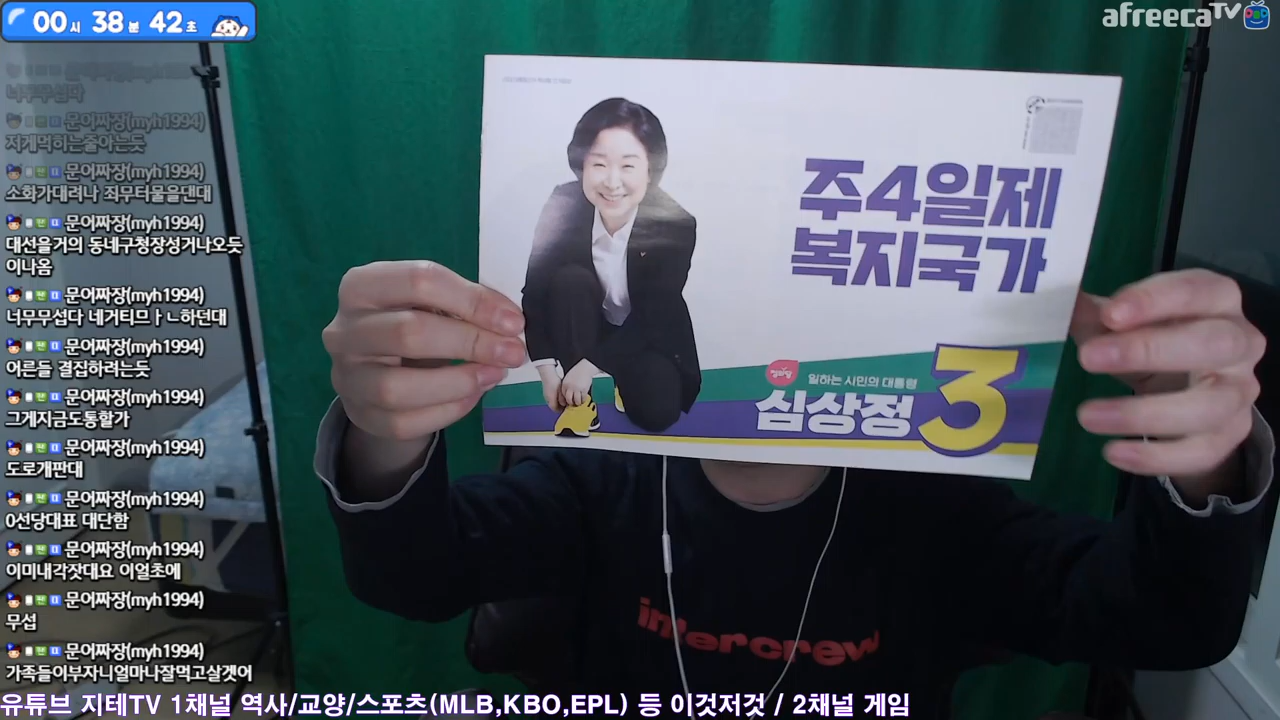 00시 38분 42초
afreecaTV
너무무섭다
문어짜장(myh1994)
지개먹히는줄아는듯
문어짜장(myh1994)
소화가대려나 죄무터물을댄대
문어짜장(myh1994)
대선을거의 동네구청장성거나오듯
이나옴
문어짜장(myh1994)
너무무섭다 네거티므ㅏㄴ하던대
문어짜장(myh1994)
어른들 결집하려는듯
문어짜장(myh1994)
그게지금도통할가
문어짜장(myh1994)
도로개판대
문어짜장(myh1994)
0선당대표 대단함
문어짜장(myh1994)
이미내각잣대요 이얼초에
문어짜장(myh1994)
무섭
문어짜장(myh1994)
가족들이부자니얼마나잘먹고살겟어
주4일제
복지국가
정의당
일하는 시민의 대통령
심상정 3
intercrew
유튜브 지테TV 1채널 역사/교양/스포츠(MLB,KBO,EPL) 등 이것저것 / 2채널 게임